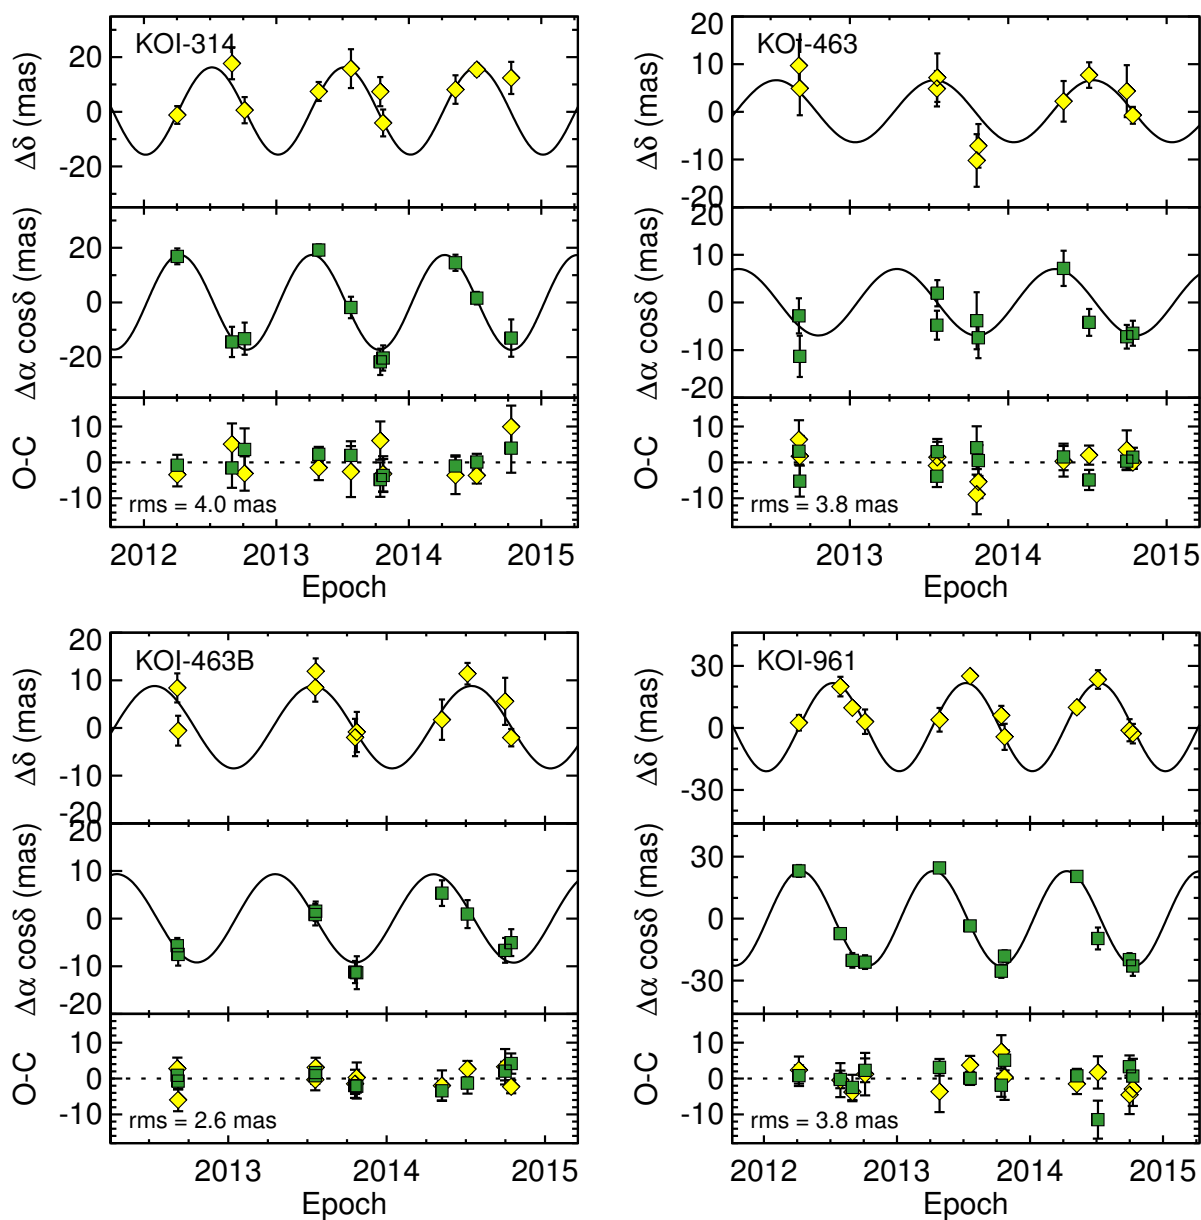 KOI-314
Δδ (mas)
20
0
-20
Δα cosδ (mas)
20
0
-20
O-C
10
0
-10
rms = 4.0 mas
2012 2013 2014 2015
Epoch
KOI-463
Δδ (mas)
20
10
0
-10
-20
Δα cosδ (mas)
20
10
0
-10
-20
O-C
10
0
-10
rms = 3.8 mas
2013 2014 2015
Epoch
KOI-463B
Δδ (mas)
20
10
0
-10
-20
Δα cosδ (mas)
20
10
0
-10
-20
O-C
10
0
-10
rms = 2.6 mas
2013 2014 2015
Epoch
KOI-961
Δδ (mas)
30
0
-30
Δα cosδ (mas)
30
0
-30
O-C
10
0
-10
rms = 3.8 mas
2012 2013 2014 2015
Epoch